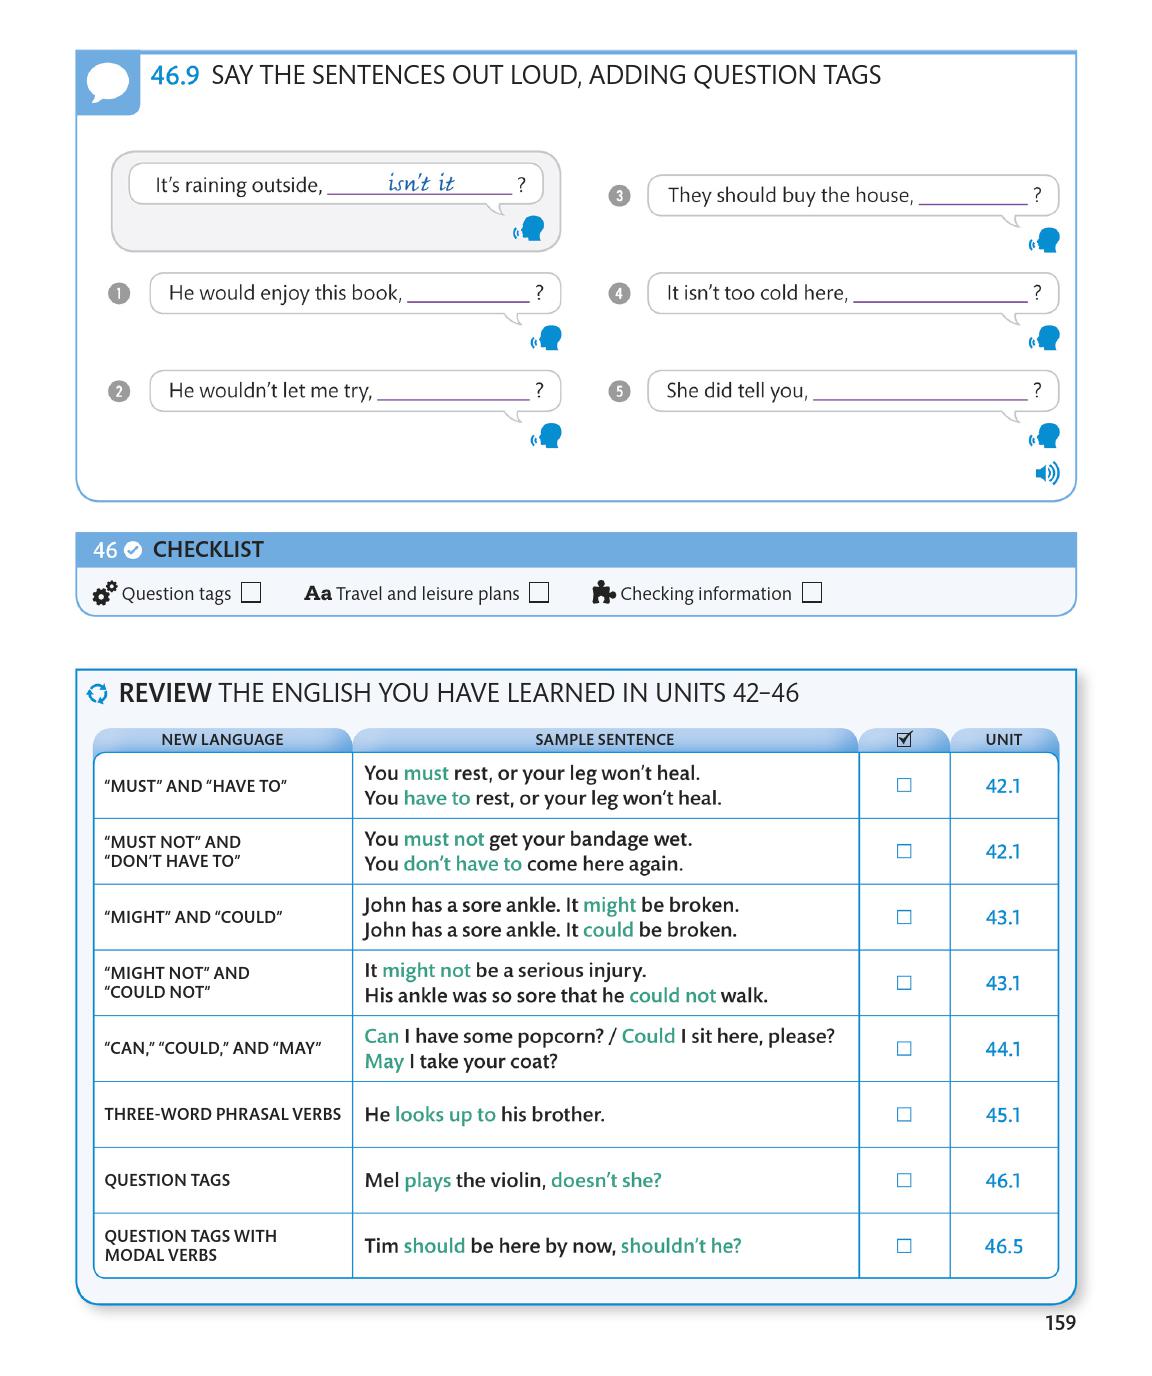 46.9 SAY THE SENTENCES OUT LOUD, ADDING QUESTION TAGS
It's raining outside, isn't it ?
1 He would enjoy this book, ____________ ?
2 He wouldn't let me try, ____________ ?
3 They should buy the house, ____________ ?
4 It isn't too cold here, ____________ ?
5 She did tell you, ____________ ?
46 CHECKLIST
Question tags Aa Travel and leisure plans Checking information
REVIEW THE ENGLISH YOU HAVE LEARNED IN UNITS 42–46
NEW LANGUAGE SAMPLE SENTENCE UNIT
“MUST” AND “HAVE TO” You must rest, or your leg won't heal. 42.1
You have to rest, or your leg won't heal.
“MUST NOT” AND You must not get your bandage wet. 42.1
“DON'T HAVE TO” You don't have to come here again.
“MIGHT” AND “COULD” John has a sore ankle. It might be broken. 43.1
John has a sore ankle. It could be broken.
“MIGHT NOT” AND It might not be a serious injury. 43.1
“COULD NOT” His ankle was so sore that he could not walk.
“CAN,” “COULD,” AND “MAY” Can I have some popcorn? / Could I sit here, please? 44.1
May I take your coat?
THREE-WORD PHRASAL VERBS He looks up to his brother. 45.1
QUESTION TAGS Mel plays the violin, doesn't she? 46.1
QUESTION TAGS WITH Tim should be here by now, shouldn't he? 46.5
MODAL VERBS
159